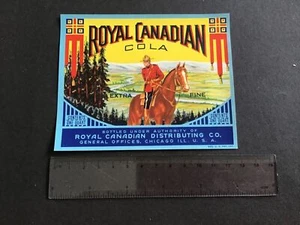 ROYAL CANADIAN
COLA
EXTRA FINE
BOTTLED UNDER AUTHORITY OF
ROYAL CANADIAN DISTRIBUTING CO.
GENERAL OFFICES, CHICAGO ILL. U. S. A.